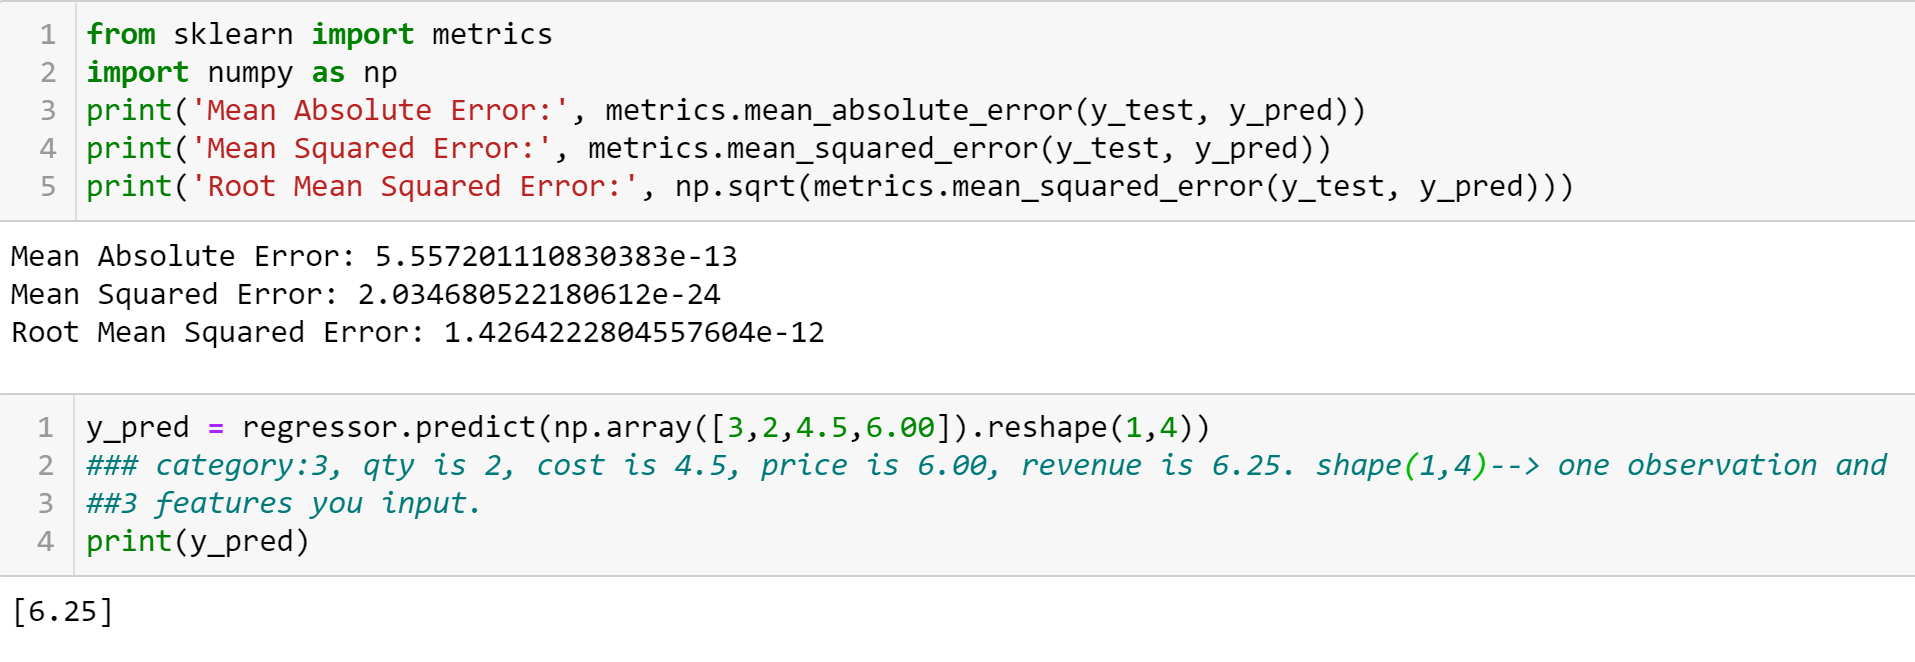 1 from sklearn import metrics
2 import numpy as np
3 print('Mean Absolute Error:', metrics.mean_absolute_error(y_test, y_pred))
4 print('Mean Squared Error:', metrics.mean_squared_error(y_test, y_pred))
5 print('Root Mean Squared Error:', np.sqrt(metrics.mean_squared_error(y_test, y_pred)))
Mean Absolute Error: 5.557201110830383e-13
Mean Squared Error: 2.034680522180612e-24
Root Mean Squared Error: 1.4264222804557604e-12
1 y_pred = regressor.predict(np.array([3,2,4.5,6.00]).reshape(1,4))
2 ### category:3, qty is 2, cost is 4.5, price is 6.00, revenue is 6.25. shape(1,4)--> one observation and
3 ##3 features you input.
4 print(y_pred)
[6.25]